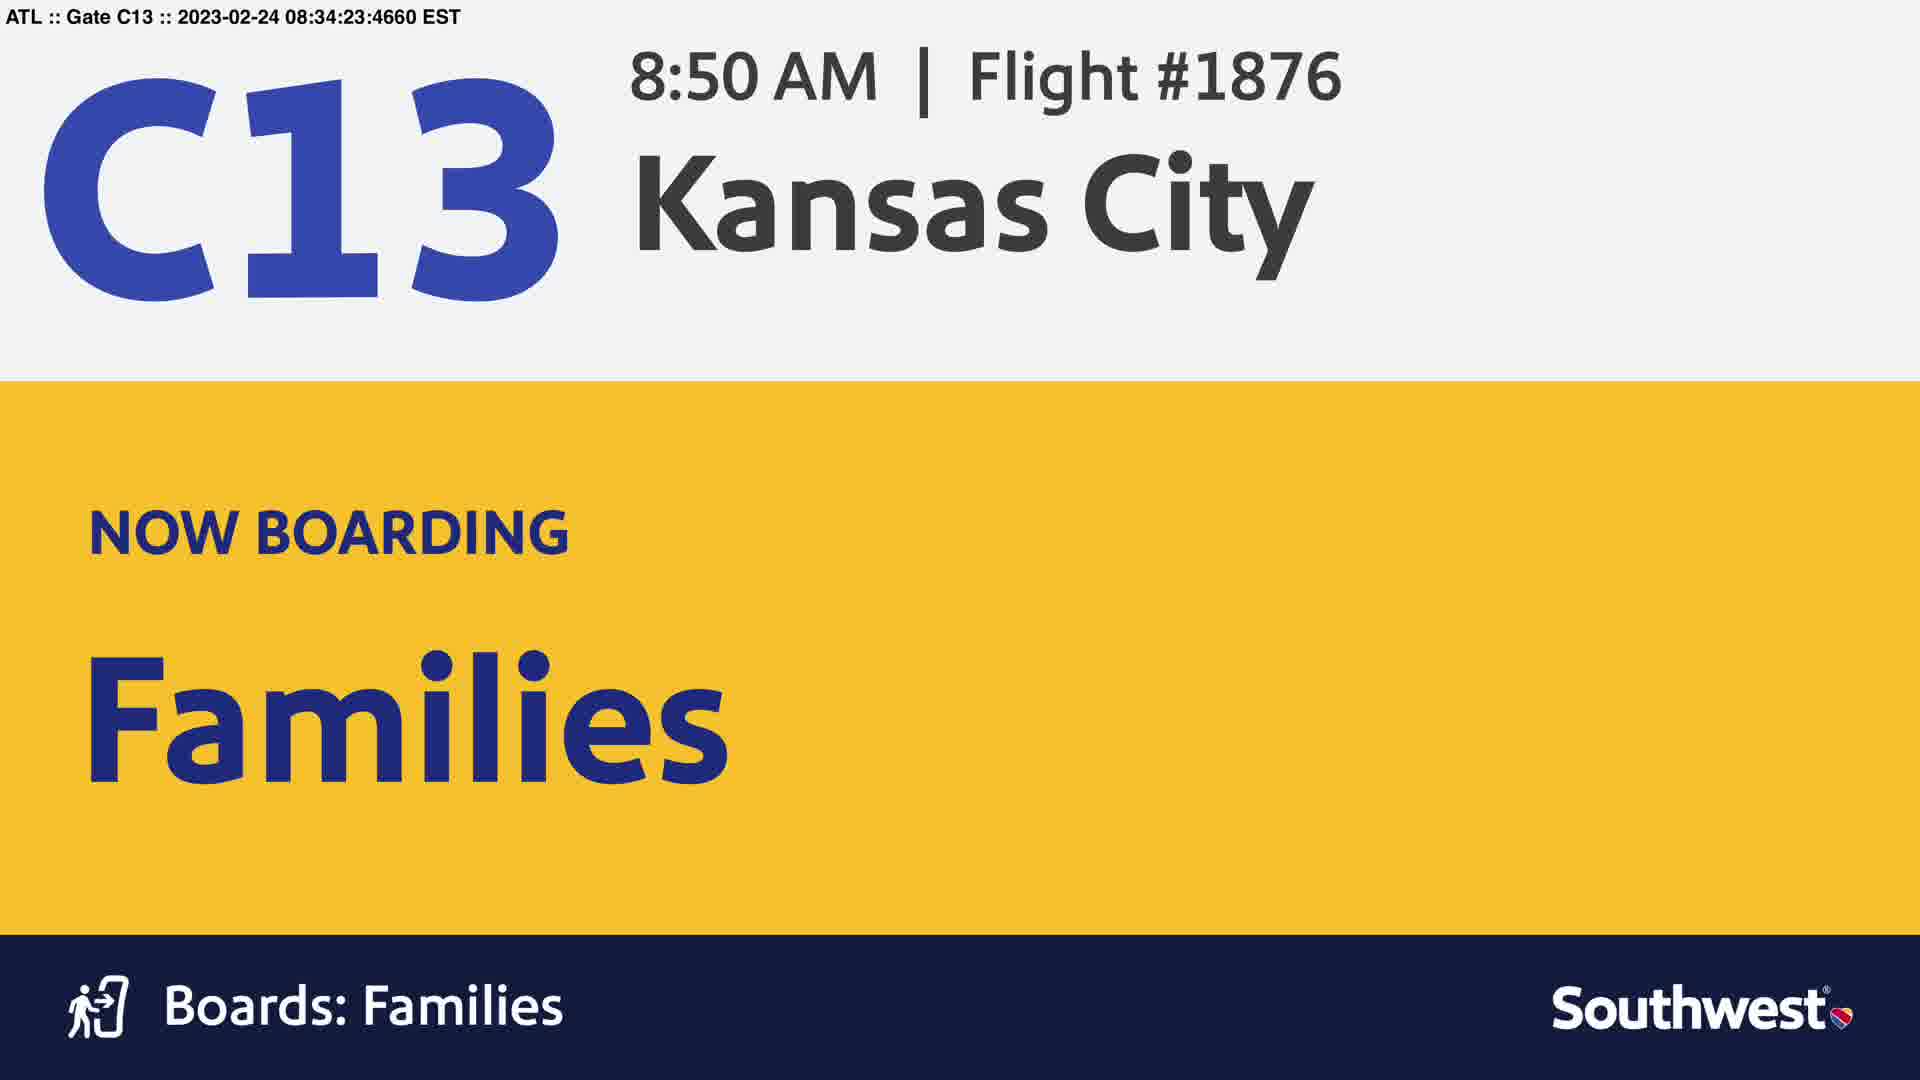 ATL :: Gate C13 :: 2023-02-24 08:34:23:4660 EST
C13
8:50 AM | Flight #1876
Kansas City
NOW BOARDING
Families
Boards: Families
Southwest®